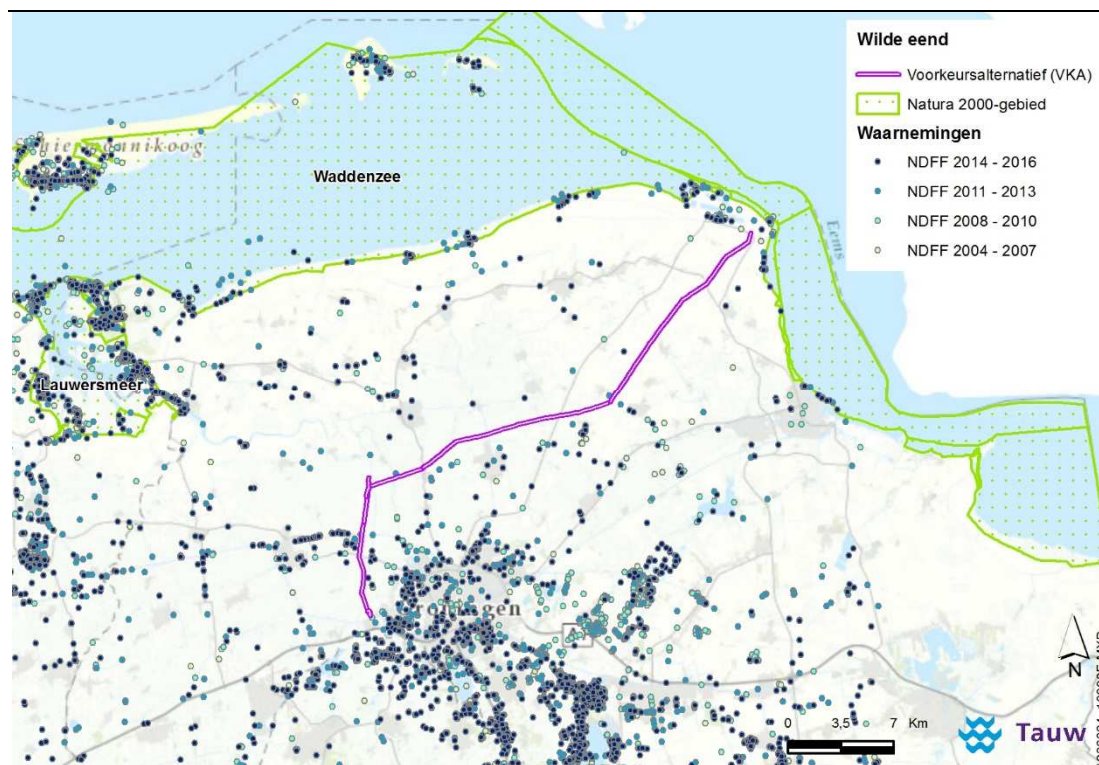 Wilde eend
Voorkeursalternatief (VKA)
Natura 2000-gebied
Waarnemingen
NDFF 2014 - 2016
NDFF 2011 - 2013
NDFF 2008 - 2010
NDFF 2004 - 2007
Waddenzee
Eems
Lauwersmeer
N
0 3,5 7 Km
Tauw